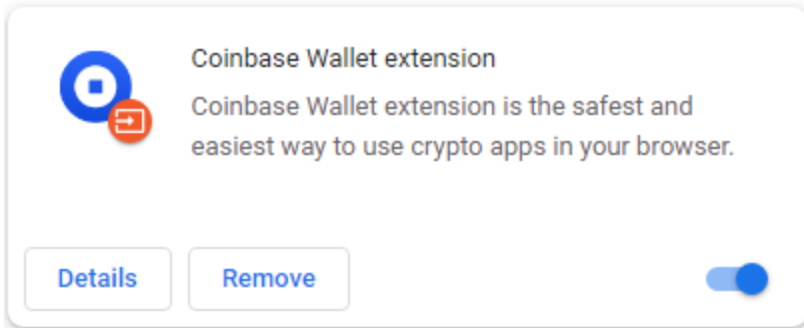 Coinbase Wallet extension
Coinbase Wallet extension is the safest and
easiest way to use crypto apps in your browser.
Details
Remove